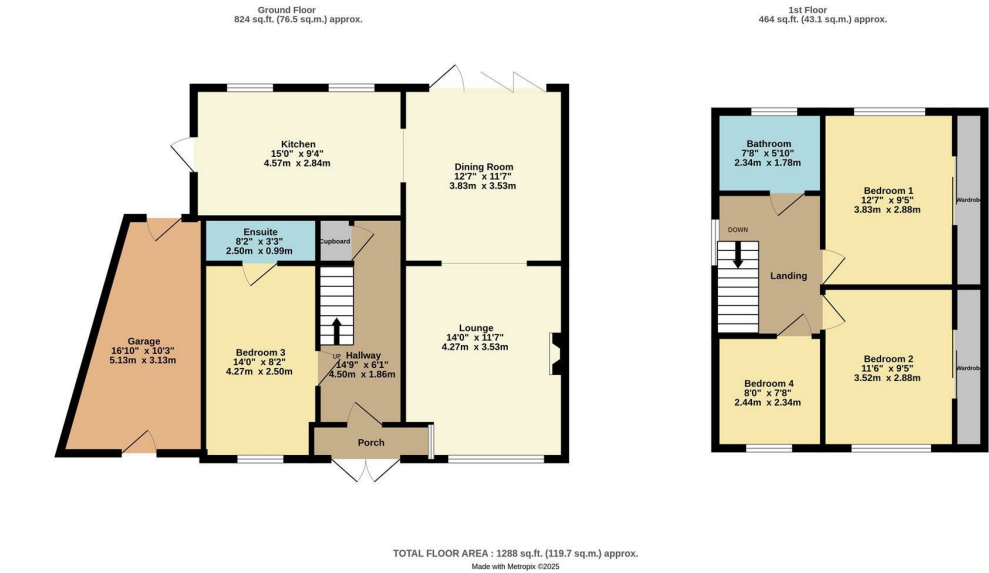 Ground Floor
824 sq.ft. (76.5 sq.m.) approx.
1st Floor
464 sq.ft. (43.1 sq.m.) approx.
Kitchen
15'0" x 9'4"
4.57m x 2.84m
Dining Room
12'7" x 11'7"
3.83m x 3.53m
Ensuite
8'2" x 3'3"
2.50m x 0.99m
Cupboard
Garage
16'10" x 10'3"
5.13m x 3.13m
Bedroom 3
14'0" x 8'2"
4.27m x 2.50m
UP
Hallway
14'9" x 6'1"
4.50m x 1.86m
Lounge
14'0" x 11'7"
4.27m x 3.53m
Porch
Bathroom
7'8" x 5'10"
2.34m x 1.78m
Bedroom 1
12'7" x 9'5"
3.83m x 2.88m
Wardrobe
DOWN
Landing
Bedroom 2
11'6" x 9'5"
3.52m x 2.88m
Wardrobe
Bedroom 4
8'0" x 7'8"
2.44m x 2.34m
TOTAL FLOOR AREA : 1288 sq.ft. (119.7 sq.m.) approx.
Made with Metropix ©2025